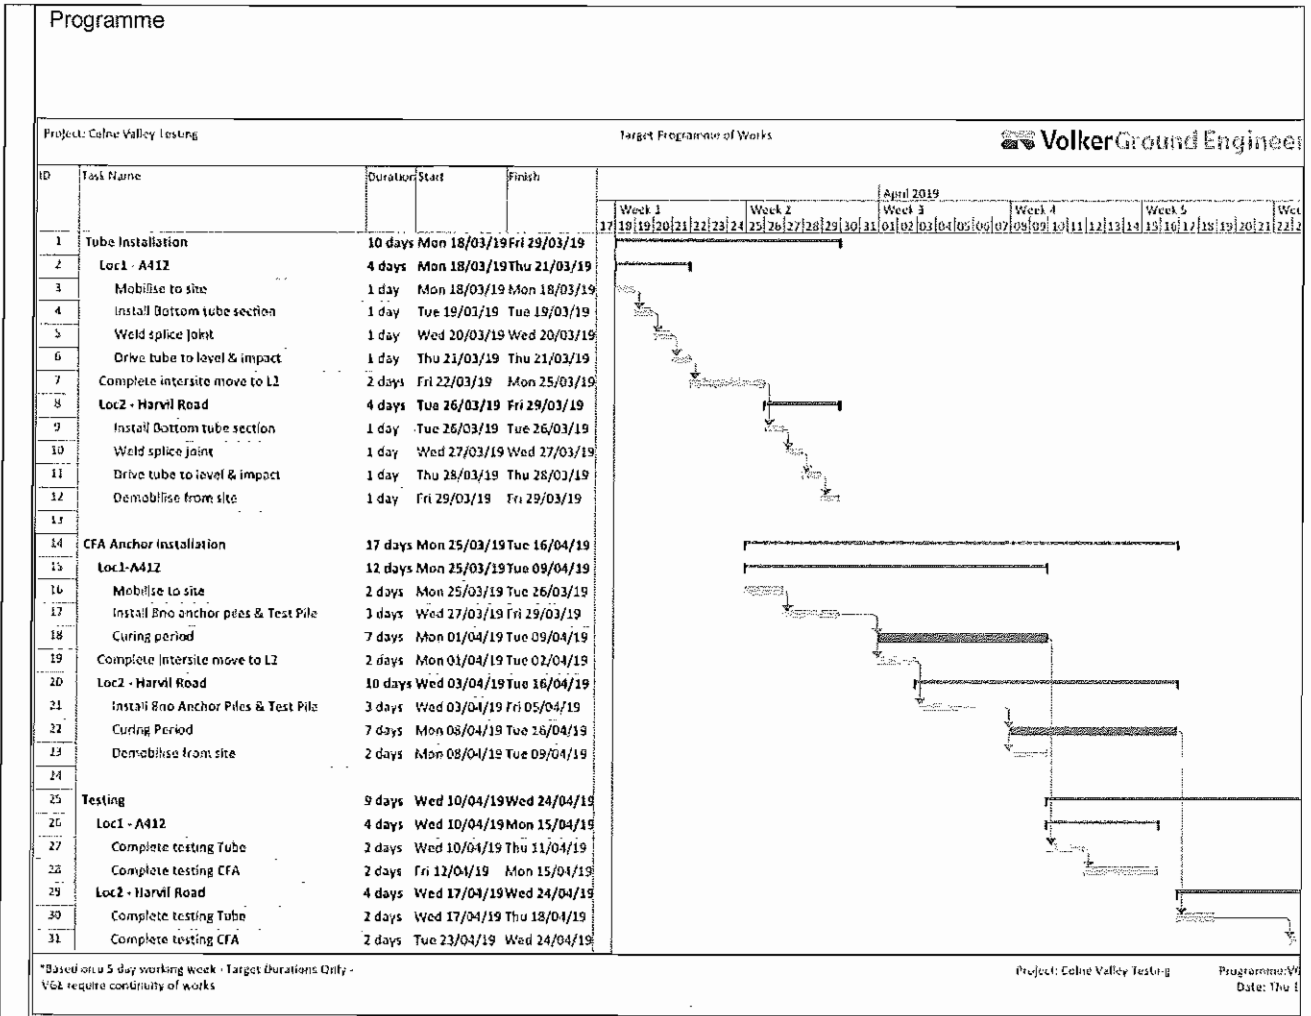 Programme
Project: Colne Valley Testing Target Programme of Works VolkerGround Engineer
ID Task Name Duration Start Finish
April 2019
Week 1 Week 2 Week 3 Week 4 Week 5
17 18 19 20 21 22 23 24 25 26 27 28 29 30 31 01 02 03 04 05 06 07 08 09 10 11 12 13 14 15 16 17 18 19 20 21 22
1 Tube Installation 10 days Mon 18/03/19 Fri 29/03/19
2 Loc1 - A412 4 days Mon 18/03/19 Thu 21/03/19
3 Mobilise to site 1 day Mon 18/03/19 Mon 18/03/19
4 Install Bottom tube section 1 day Tue 19/03/19 Tue 19/03/19
5 Weld splice joint 1 day Wed 20/03/19 Wed 20/03/19
6 Drive tube to level & impact 1 day Thu 21/03/19 Thu 21/03/19
7 Complete intersite move to L2 2 days Fri 22/03/19 Mon 25/03/19
8 Loc2 - Harvil Road 4 days Tue 26/03/19 Fri 29/03/19
9 Install Bottom tube section 1 day Tue 26/03/19 Tue 26/03/19
10 Weld splice joint 1 day Wed 27/03/19 Wed 27/03/19
11 Drive tube to level & impact 1 day Thu 28/03/19 Thu 28/03/19
12 Demobilise from site 1 day Fri 29/03/19 Fri 29/03/19
13
14 CFA Anchor Installation 17 days Mon 25/03/19 Tue 16/04/19
15 Loc1-A412 12 days Mon 25/03/19 Tue 09/04/19
16 Mobilise to site 2 days Mon 25/03/19 Tue 26/03/19
17 Install 8no anchor piles & Test Pile 3 days Wed 27/03/19 Fri 29/03/19
18 Curing period 7 days Mon 01/04/19 Tue 09/04/19
19 Complete intersite move to L2 2 days Mon 01/04/19 Tue 02/04/19
20 Loc2 - Harvil Road 10 days Wed 03/04/19 Tue 16/04/19
21 Install 8no Anchor Piles & Test Pile 3 days Wed 03/04/19 Fri 05/04/19
22 Curing Period 7 days Mon 08/04/19 Tue 16/04/19
23 Demobilise from site 2 days Mon 08/04/19 Tue 09/04/19
24
25 Testing 9 days Wed 10/04/19 Wed 24/04/19
26 Loc1 - A412 4 days Wed 10/04/19 Mon 15/04/19
27 Complete testing Tube 2 days Wed 10/04/19 Thu 11/04/19
28 Complete testing CFA 2 days Fri 12/04/19 Mon 15/04/19
29 Loc2 - Harvil Road 4 days Wed 17/04/19 Wed 24/04/19
30 Complete testing Tube 2 days Wed 17/04/19 Thu 18/04/19
31 Complete testing CFA 2 days Tue 23/04/19 Wed 24/04/19
*Based on a 5 day working week - Target Durations Only - Project: Colne Valley Testing Programme:
VGE require continuity of works Date: Thu